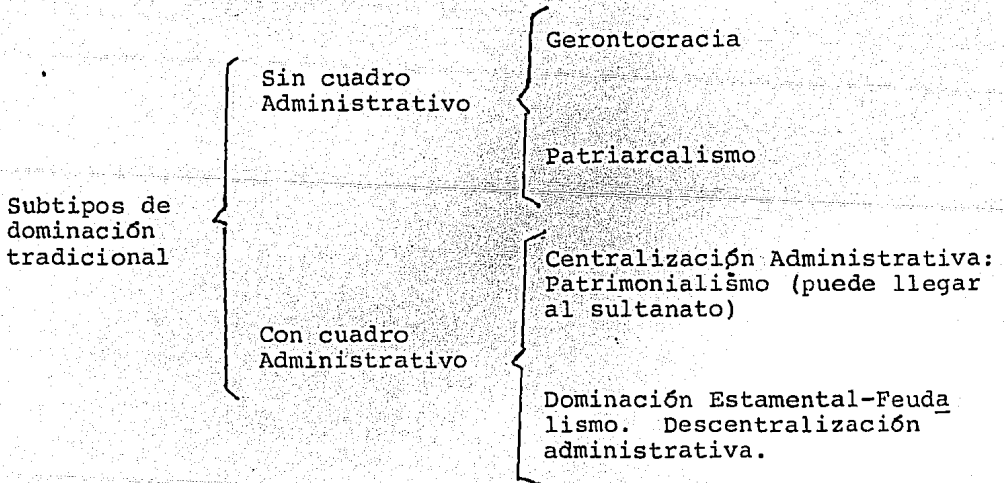 Subtipos de
dominación
tradicional
Sin cuadro
Administrativo
Gerontocracia
Patriarcalismo
Con cuadro
Administrativo
Centralización Administrativa:
Patrimonialismo (puede llegar
al sultanato)
Dominación Estamental-Feuda
lismo. Descentralización
administrativa.